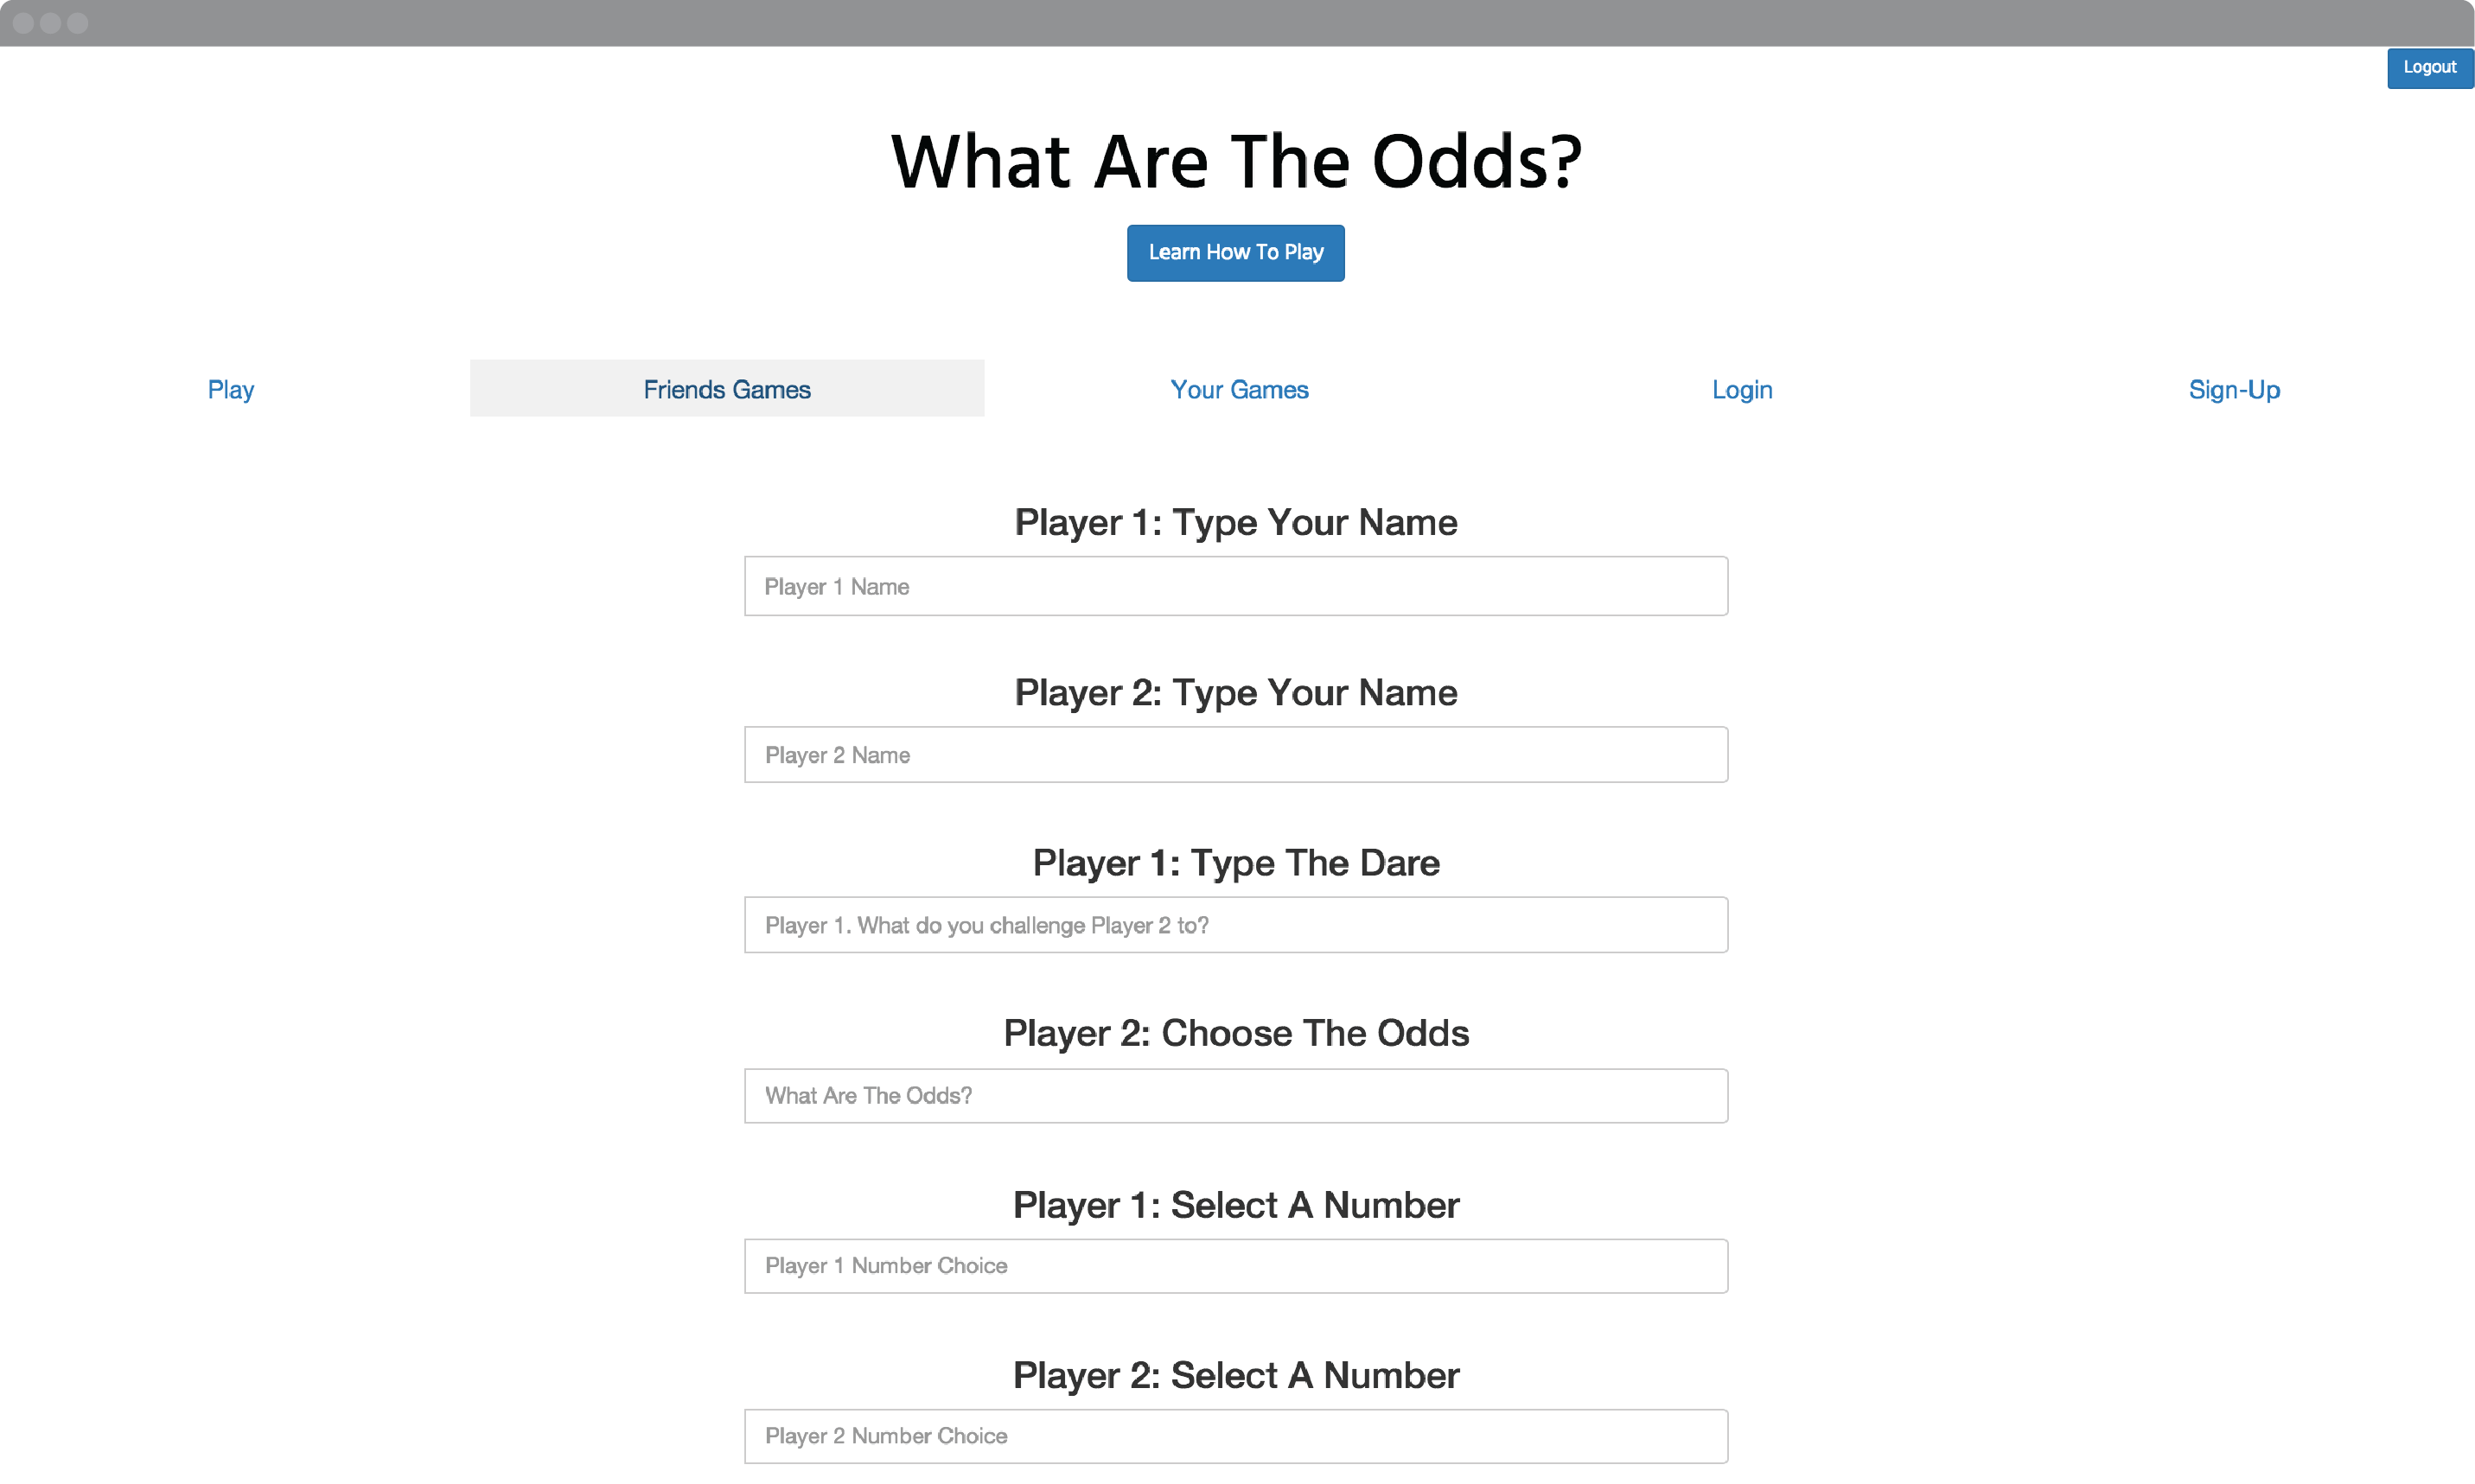 Logout
What Are The Odds?
Learn How To Play
Play Friends Games Your Games Login Sign-Up
Player 1: Type Your Name
Player 1 Name
Player 2: Type Your Name
Player 2 Name
Player 1: Type The Dare
Player 1. What do you challenge Player 2 to?
Player 2: Choose The Odds
What Are The Odds?
Player 1: Select A Number
Player 1 Number Choice
Player 2: Select A Number
Player 2 Number Choice